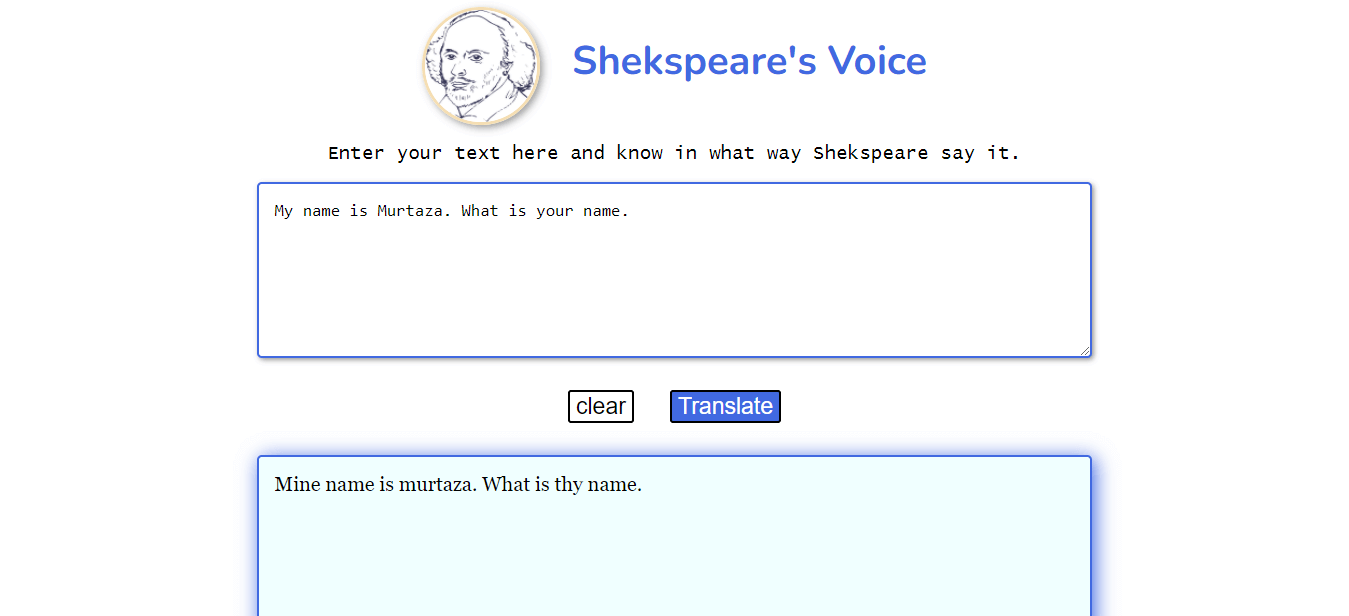 Shekspeare's Voice
Enter your text here and know in what way Shekspeare say it.
My name is Murtaza. What is your name.
clear
Translate
Mine name is murtaza. What is thy name.